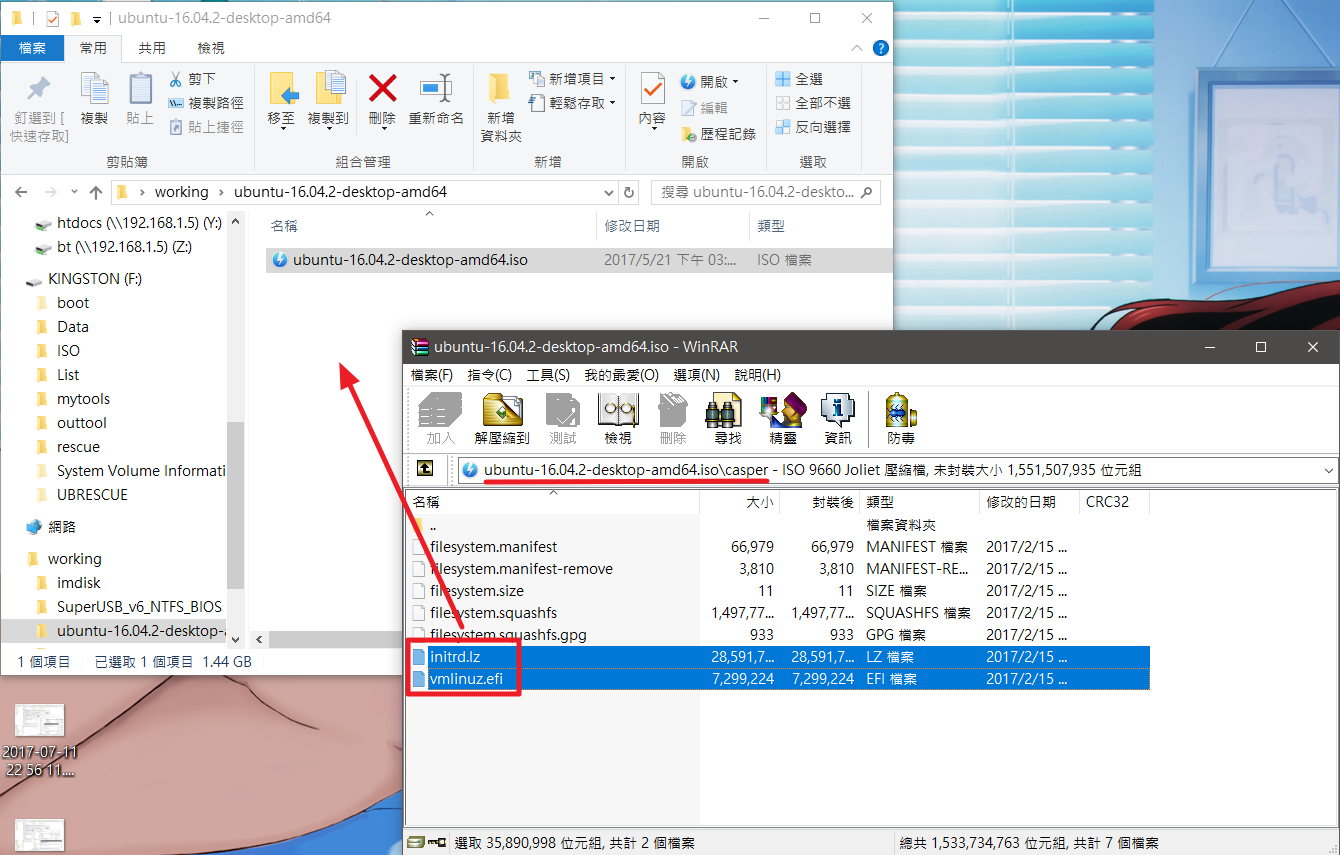 ubuntu-16.04.2-desktop-amd64
檔案 常用 共用 檢視
釘選到 [
快速存取]
複製
貼上
剪下
複製路徑
貼上捷徑
剪貼簿
移至
複製到
刪除
重新命名
組合管理
新增
資料夾
新增項目
輕鬆存取
新增
內容
開啟
編輯
歷程記錄
開啟
全選
全部不選
反向選擇
選取
working ubuntu-16.04.2-desktop-amd64
搜尋 ubuntu-16.04.2-deskto...
htdocs (\\192.168.1.5) (Y:)
bt (\\192.168.1.5) (Z:)
KINGSTON (F:)
boot
Data
ISO
List
mytools
outtool
rescue
System Volume Informati
UBRESCUE
網路
working
imdisk
SuperUSB_v6_NTFS_BIOS
ubuntu-16.04.2-desktop-a
名稱 修改日期 類型
ubuntu-16.04.2-desktop-amd64.iso 2017/5/21 下午 03:... ISO 檔案
1 個項目 已選取 1 個項目 1.44 GB
ubuntu-16.04.2-desktop-amd64.iso - WinRAR
檔案(F) 指令(C) 工具(S) 我的最愛(O) 選項(N) 說明(H)
加入 解壓縮到 測試 檢視 刪除 尋找 精靈 資訊 防毒
ubuntu-16.04.2-desktop-amd64.iso\casper - ISO 9660 Joliet 壓縮檔, 未封裝大小 1,551,507,935 位元組
名稱 大小 封裝後 類型 修改的日期 CRC32
.. 檔案資料夾
filesystem.manifest 66,979 66,979 MANIFEST 檔案 2017/2/15 ...
filesystem.manifest-remove 3,810 3,810 MANIFEST-RE... 2017/2/15 ...
filesystem.size 11 11 SIZE 檔案 2017/2/15 ...
filesystem.squashfs 1,497,77... 1,497,77... SQUASHFS 檔案 2017/2/15 ...
filesystem.squashfs.gpg 933 933 GPG 檔案 2017/2/15 ...
initrd.lz 28,591,7... 28,591,7... LZ 檔案 2017/2/15 ...
vmlinuz.efi 7,299,224 7,299,224 EFI 檔案 2017/2/15 ...
選取 35,890,998 位元組, 共計 2 個檔案 總共 1,533,734,763 位元組, 共計 7 個檔案
2017-07-11
22 56 11....